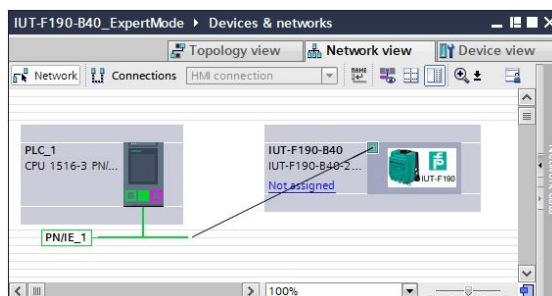 IUT-F190-B40_ExpertMode ▸ Devices & networks
Topology view
Network view
Device view
Network
Connections
HMI connection
PLC_1
CPU 1516-3 PN/...
IUT-F190-B40
IUT-F190-B40-2...
Not assigned
IUT-F190
PN/IE_1
100%